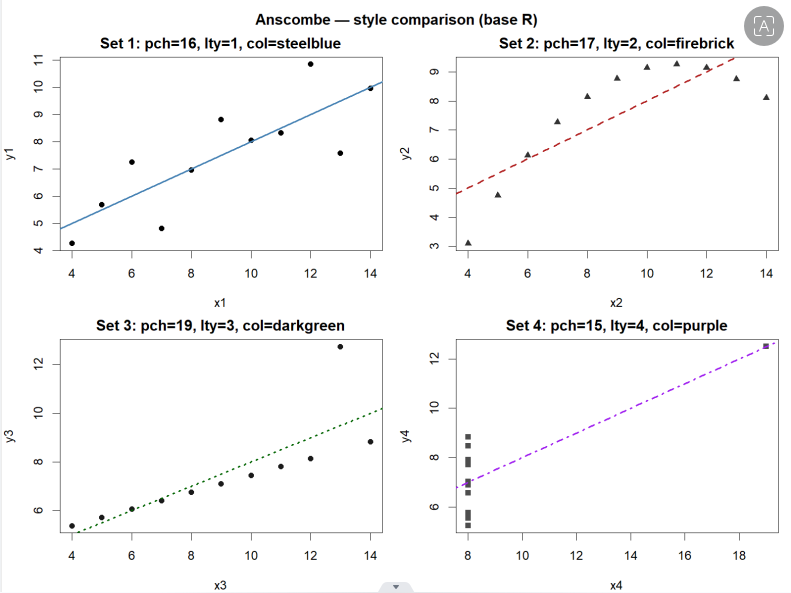 Anscombe — style comparison (base R)
A
Set 1: pch=16, lty=1, col=steelblue
11
10
9
8
7
6
5
4
y1
4 6 8 10 12 14
x1
Set 2: pch=17, lty=2, col=firebrick
9
8
7
6
5
4
3
y2
4 6 8 10 12 14
x2
Set 3: pch=19, lty=3, col=darkgreen
12
10
8
6
y3
4 6 8 10 12 14
x3
Set 4: pch=15, lty=4, col=purple
12
10
8
6
y4
8 10 12 14 16 18
x4